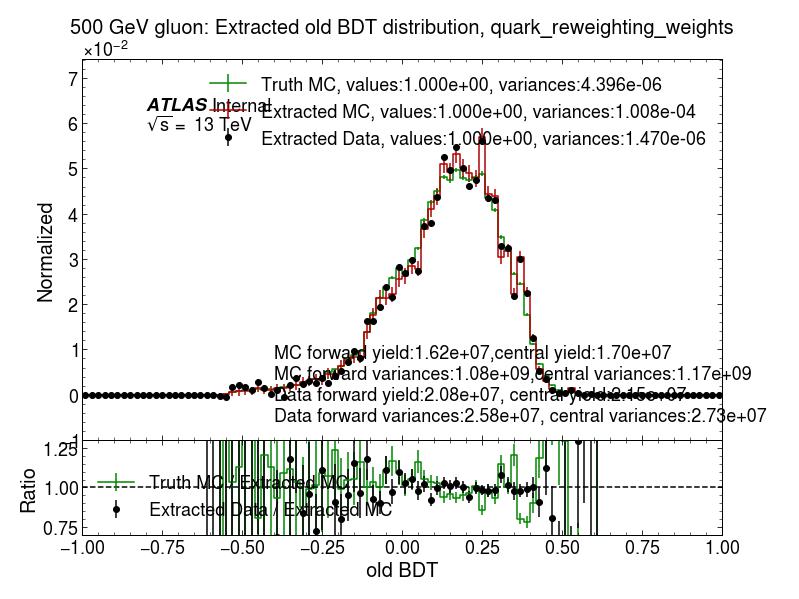 500 GeV gluon: Extracted old BDT distribution, quark_reweighting_weights
×10⁻²
Truth MC, values:1.000e+00, variances:4.396e-06
ATLAS Internal
Extracted MC, values:1.000e+00, variances:1.008e-04
√s = 13 TeV
Extracted Data, values:1.000e+00, variances:1.470e-06
7
6
5
4
3
2
1
0
−1
Normalized
MC forward yield:1.62e+07,central yield:1.70e+07
MC forward variances:1.08e+09,central variances:1.17e+09
Data forward yield:2.08e+07, central yield:2.15e+07
Data forward variances:2.58e+07, central variances:2.73e+07
1.25
1.00
0.75
Ratio
Truth MC / Extracted MC
Extracted Data / Extracted MC
−1.00 −0.75 −0.50 −0.25 0.00 0.25 0.50 0.75 1.00
old BDT